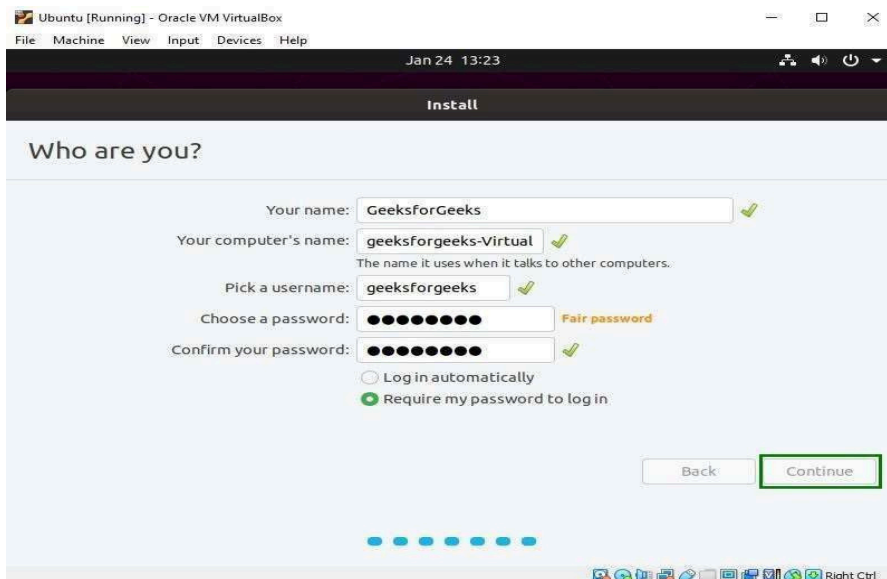 Ubuntu [Running] - Oracle VM VirtualBox
File Machine View Input Devices Help
Jan 24 13:23
Install
Who are you?
Your name: GeeksforGeeks
Your computer's name: geeksforgeeks-Virtual
The name it uses when it talks to other computers.
Pick a username: geeksforgeeks
Choose a password: ●●●●●●●● Fair password
Confirm your password: ●●●●●●●●
Log in automatically
Require my password to log in
Back Continue
Right Ctrl